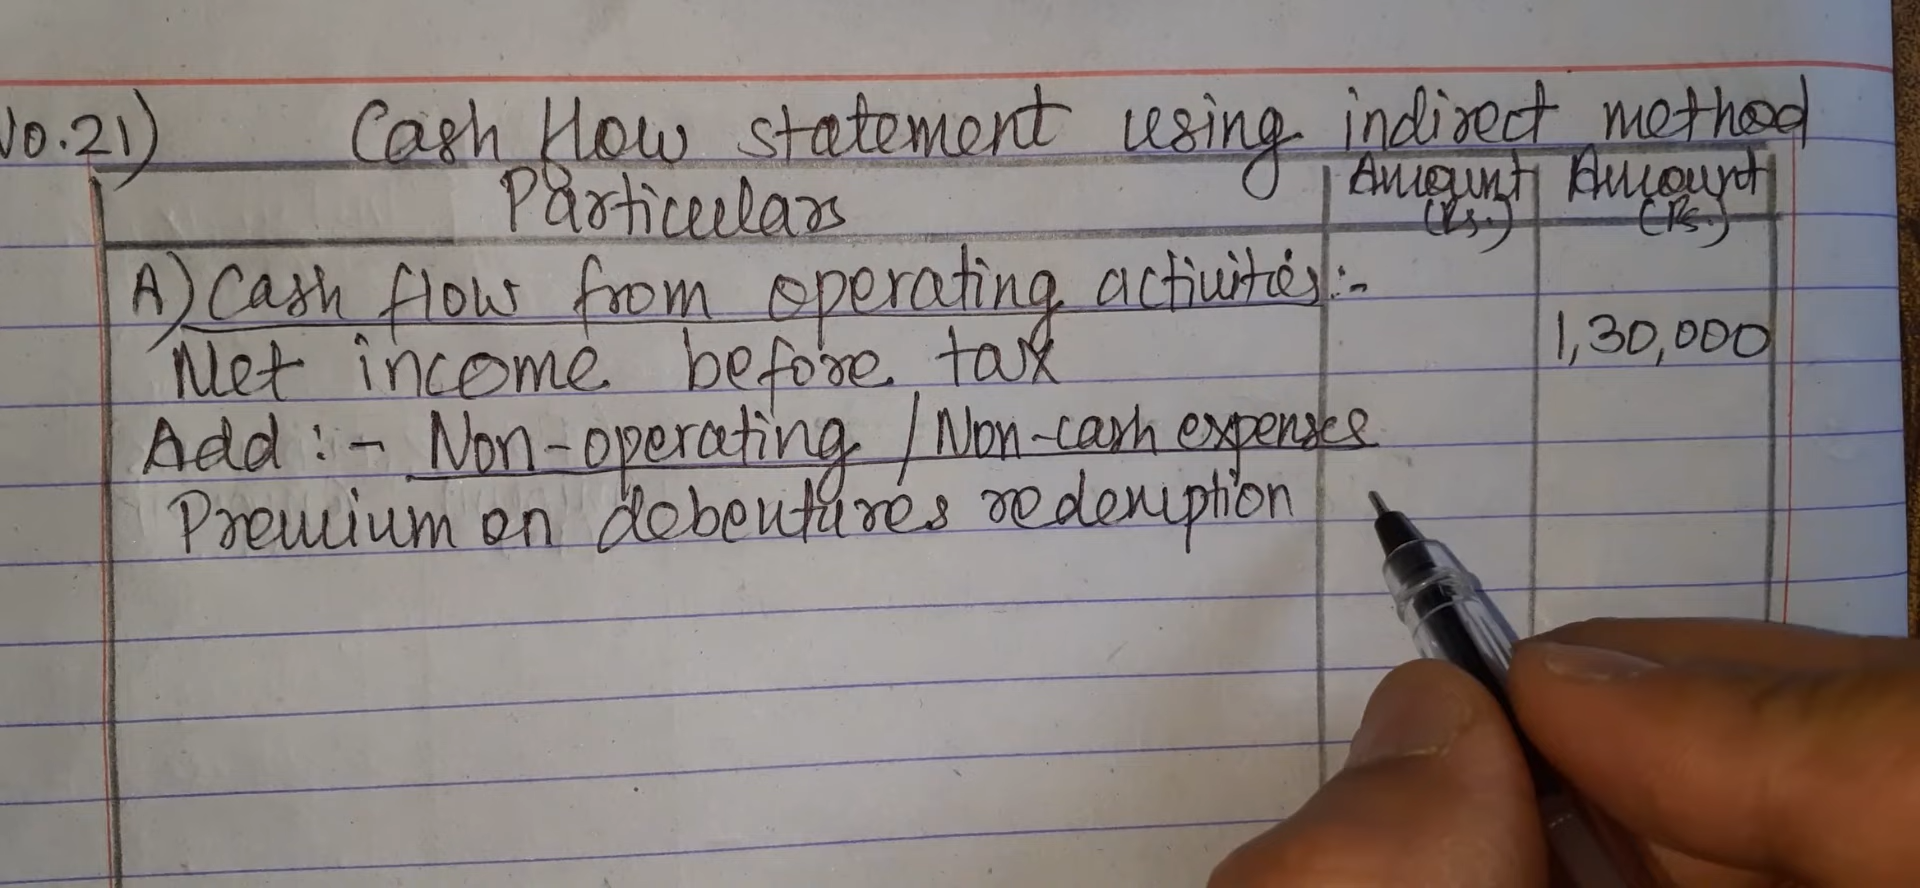 No.21) Cash flow statement using indirect method
Particulars Amount (Rs.) Amount (Rs.)
A) Cash flow from operating activities:-
Net income before tax 1,30,000
Add :- Non-operating / Non-cash expenses
Premium on debentures redemption